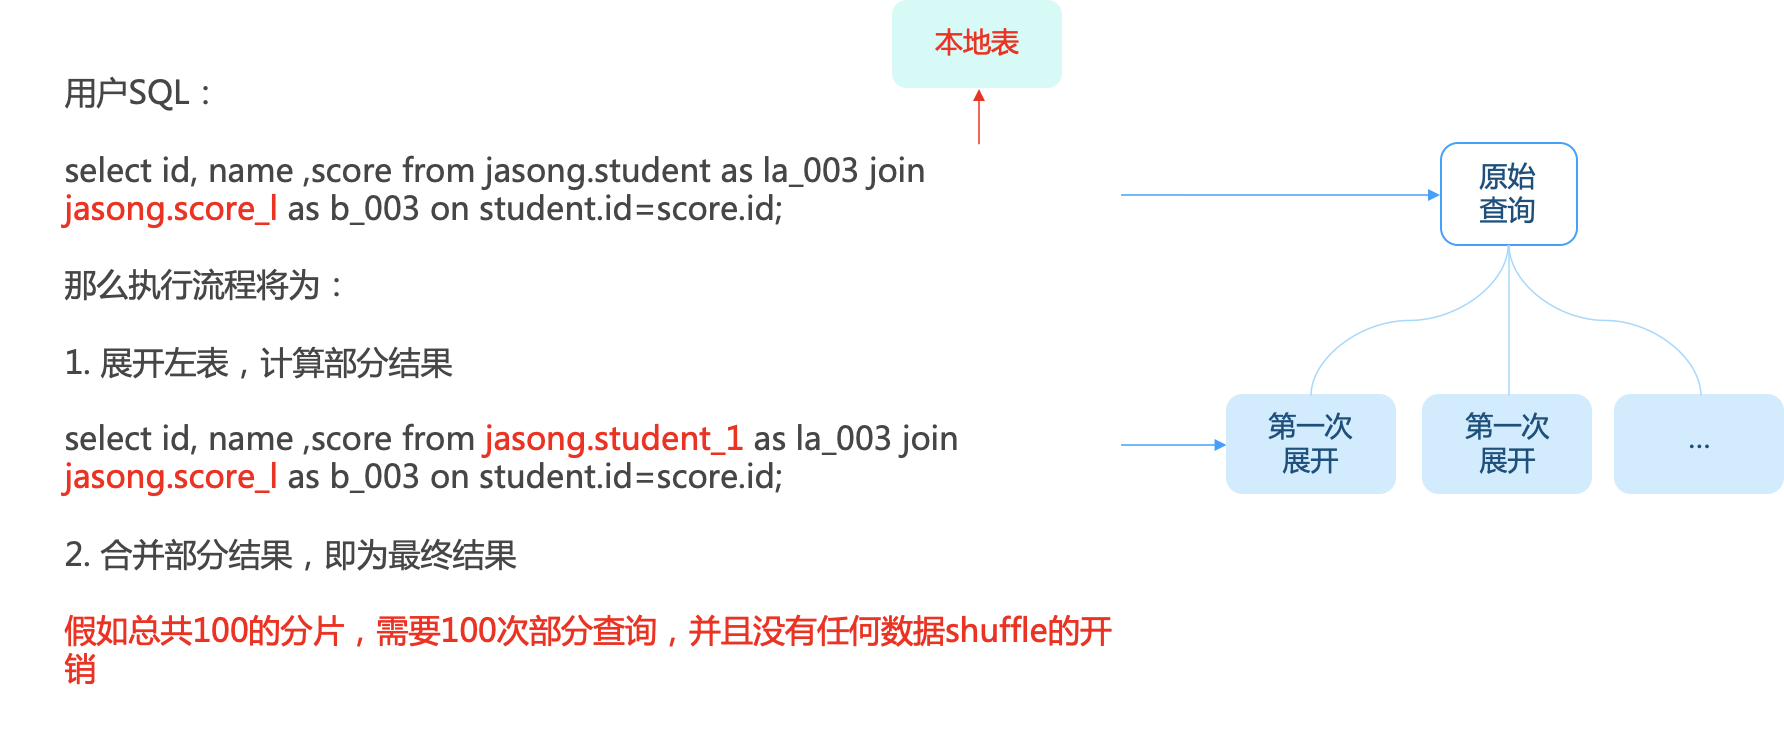 本地表
用户SQL：
select id, name ,score from jasong.student as la_003 join
jasong.score_l as b_003 on student.id=score.id;
原始
查询
那么执行流程将为：
1. 展开左表，计算部分结果
select id, name ,score from jasong.student_1 as la_003 join
jasong.score_l as b_003 on student.id=score.id;
第一次
展开
第一次
展开
...
2. 合并部分结果，即为最终结果
假如总共100的分片，需要100次部分查询，并且没有任何数据shuffle的开
销